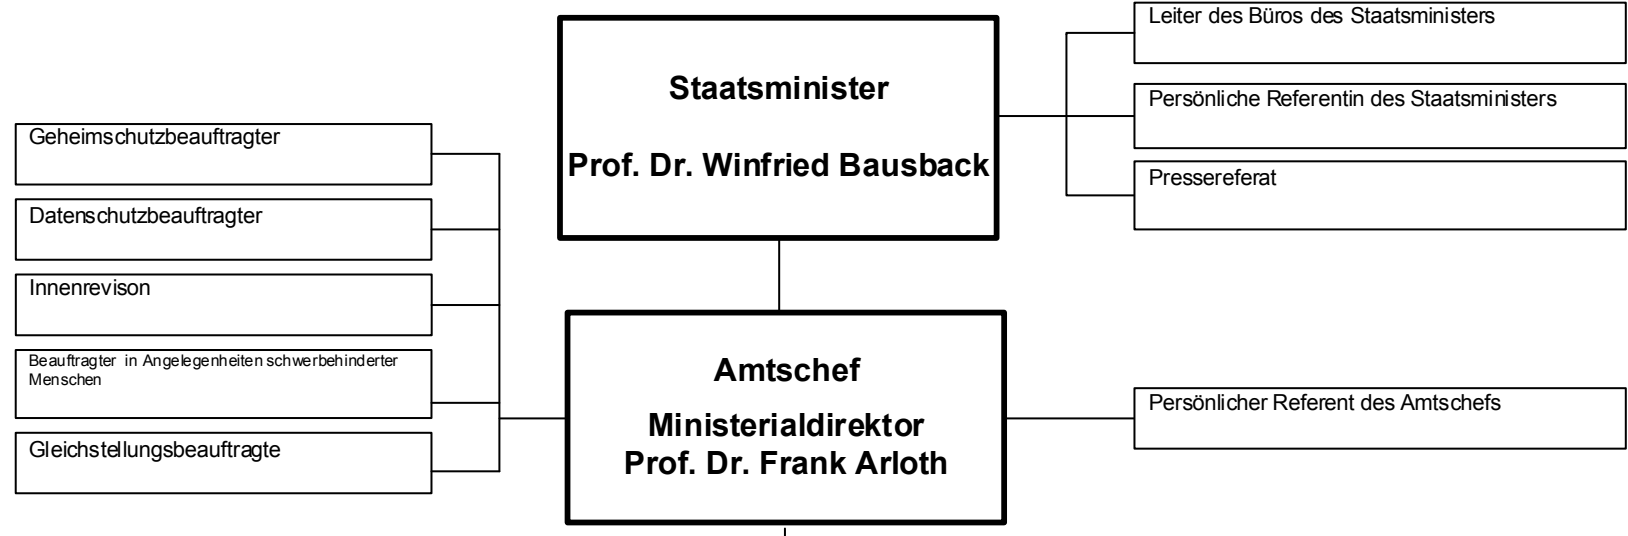 Leiter des Büros des Staatsministers
Staatsminister
Prof. Dr. Winfried Bausback
Persönliche Referentin des Staatsministers
Pressereferat
Geheimschutzbeauftragter
Datenschutzbeauftragter
Innenrevison
Beauftragter in Angelegenheiten schwerbehinderter
Menschen
Gleichstellungsbeauftragte
Amtschef
Ministerialdirektor
Prof. Dr. Frank Arloth
Persönlicher Referent des Amtschefs